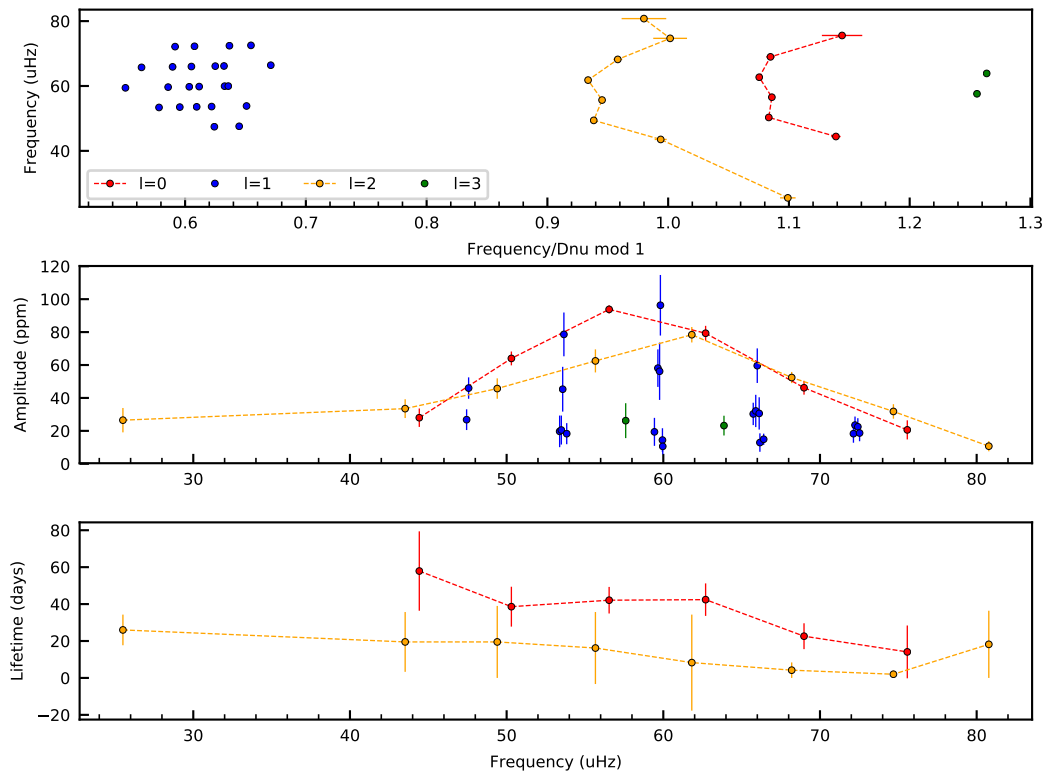 Frequency (uHz)
80
60
40
l=0 l=1 l=2 l=3
0.6 0.7 0.8 0.9 1.0 1.1 1.2 1.3
Frequency/Dnu mod 1
Amplitude (ppm)
120
100
80
60
40
20
0
30 40 50 60 70 80
Lifetime (days)
80
60
40
20
0
−20
30 40 50 60 70 80
Frequency (uHz)